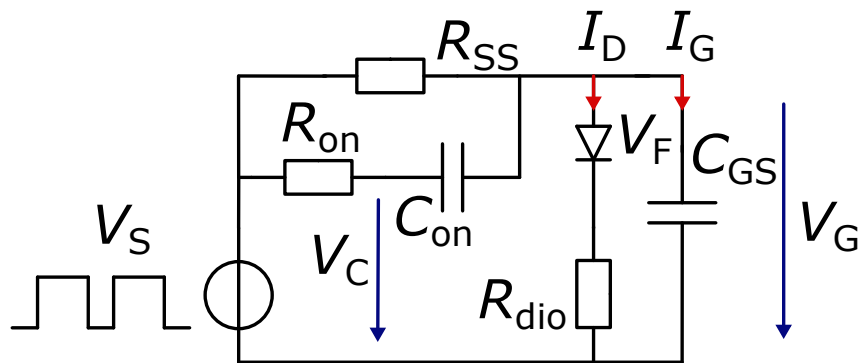 I_D
I_G
R_SS
R_on
V_F
C_GS
V_S
C_on
V_G
V_C
R_dio